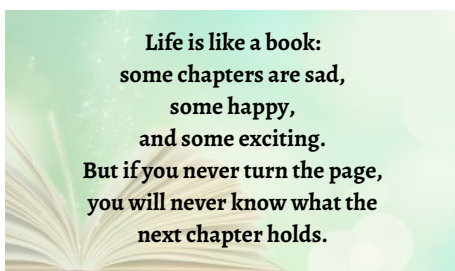 Life is like a book:
some chapters are sad,
some happy,
and some exciting.
But if you never turn the page,
you will never know what the
next chapter holds.